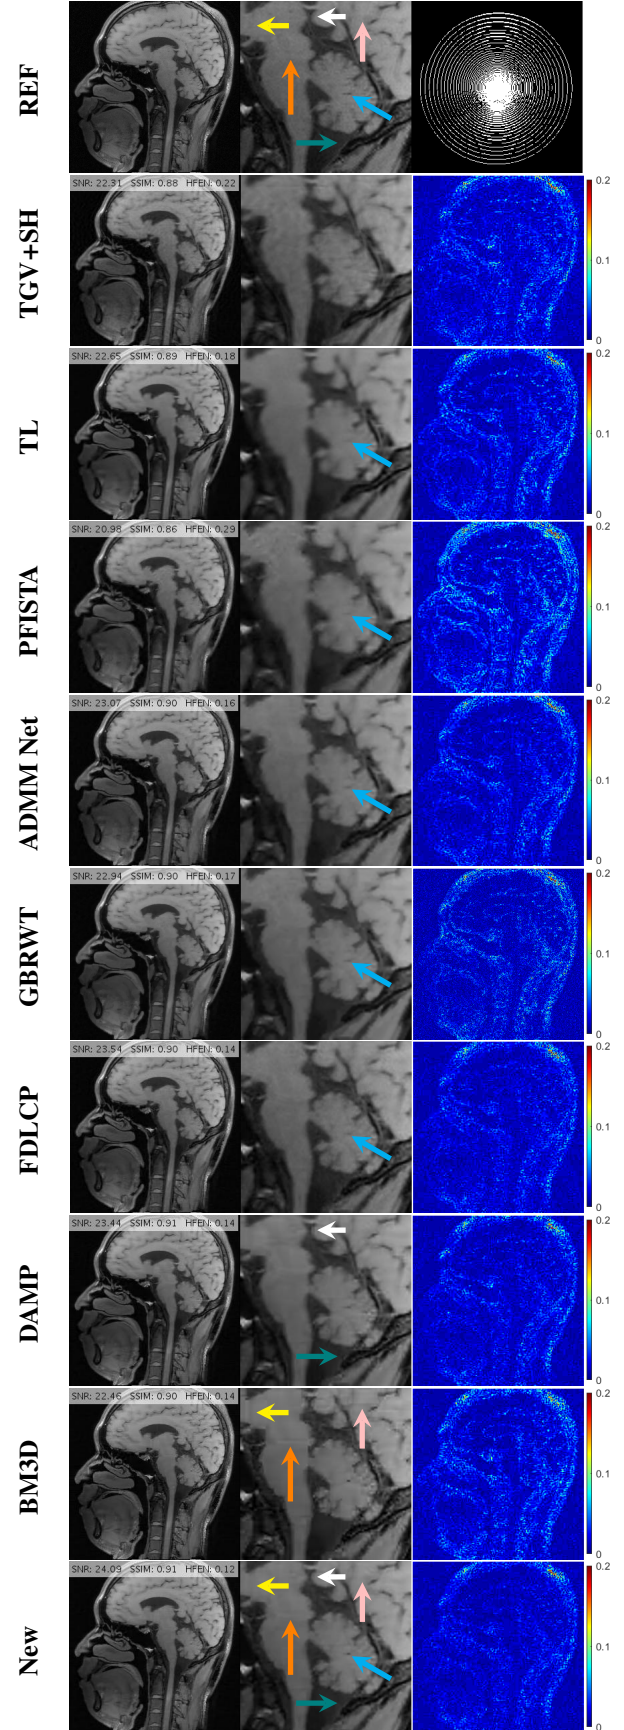 REF
TGV+SH
SNR: 22.31 SSIM: 0.88 HFEN: 0.22
0.2
0.1
0
TL
SNR: 22.65 SSIM: 0.89 HFEN: 0.18
0.2
0.1
0
PFISTA
SNR: 20.98 SSIM: 0.86 HFEN: 0.29
0.2
0.1
0
ADMM Net
SNR: 23.07 SSIM: 0.90 HFEN: 0.16
0.2
0.1
0
GBRWT
SNR: 22.94 SSIM: 0.90 HFEN: 0.17
0.2
0.1
0
FDLCP
SNR: 23.54 SSIM: 0.90 HFEN: 0.14
0.2
0.1
0
DAMP
SNR: 23.44 SSIM: 0.91 HFEN: 0.14
0.2
0.1
0
BM3D
SNR: 22.46 SSIM: 0.90 HFEN: 0.14
0.2
0.1
0
New
SNR: 24.09 SSIM: 0.91 HFEN: 0.12
0.2
0.1
0